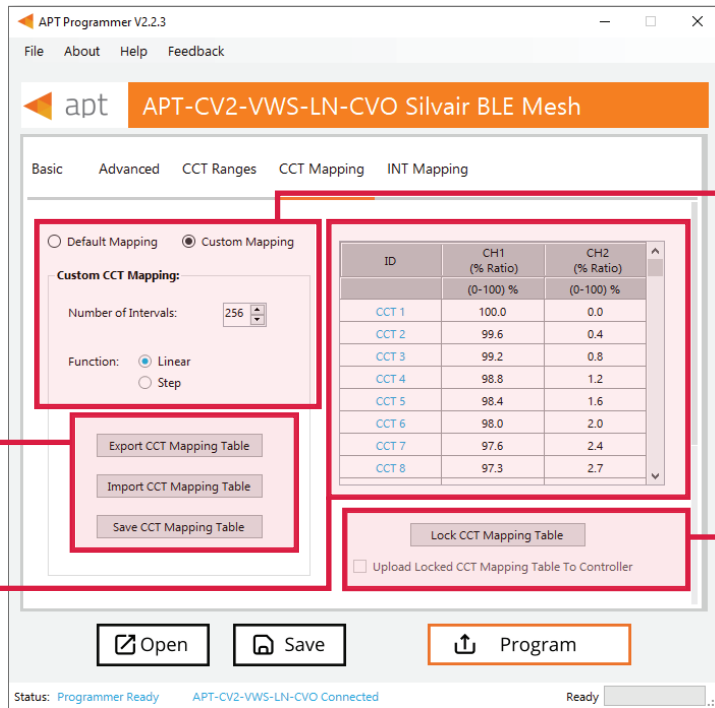 APT Programmer V2.2.3
File About Help Feedback
apt APT-CV2-VWS-LN-CVO Silvair BLE Mesh
Basic Advanced CCT Ranges CCT Mapping INT Mapping
Default Mapping Custom Mapping
Custom CCT Mapping:
Number of Intervals: 256
Function: Linear
Step
Export CCT Mapping Table
Import CCT Mapping Table
Save CCT Mapping Table
ID CH1 (% Ratio) CH2 (% Ratio)
(0-100) % (0-100) %
CCT 1 100.0 0.0
CCT 2 99.6 0.4
CCT 3 99.2 0.8
CCT 4 98.8 1.2
CCT 5 98.4 1.6
CCT 6 98.0 2.0
CCT 7 97.6 2.4
CCT 8 97.3 2.7
Lock CCT Mapping Table
Upload Locked CCT Mapping Table To Controller
Open Save Program
Status: Programmer Ready APT-CV2-VWS-LN-CVO Connected Ready